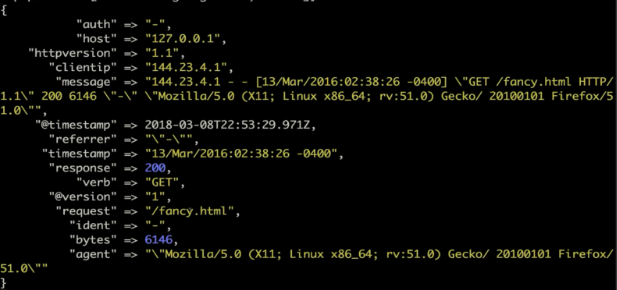 {
"auth" => "-",
"host" => "127.0.0.1",
"httpversion" => "1.1",
"clientip" => "144.23.4.1",
"message" => "144.23.4.1 - - [13/Mar/2016:02:38:26 -0400] \"GET /fancy.html HTTP/
1.1\" 200 6146 \"-\" \"Mozilla/5.0 (X11; Linux x86_64; rv:51.0) Gecko/ 20100101 Firefox/5
1.0\"",
"@timestamp" => 2018-03-08T22:53:29.971Z,
"referrer" => "\"-\"",
"timestamp" => "13/Mar/2016:02:38:26 -0400",
"response" => 200,
"verb" => "GET",
"@version" => "1",
"request" => "/fancy.html",
"ident" => "-",
"bytes" => 6146,
"agent" => "\"Mozilla/5.0 (X11; Linux x86_64; rv:51.0) Gecko/ 20100101 Firefox/
51.0\""
}